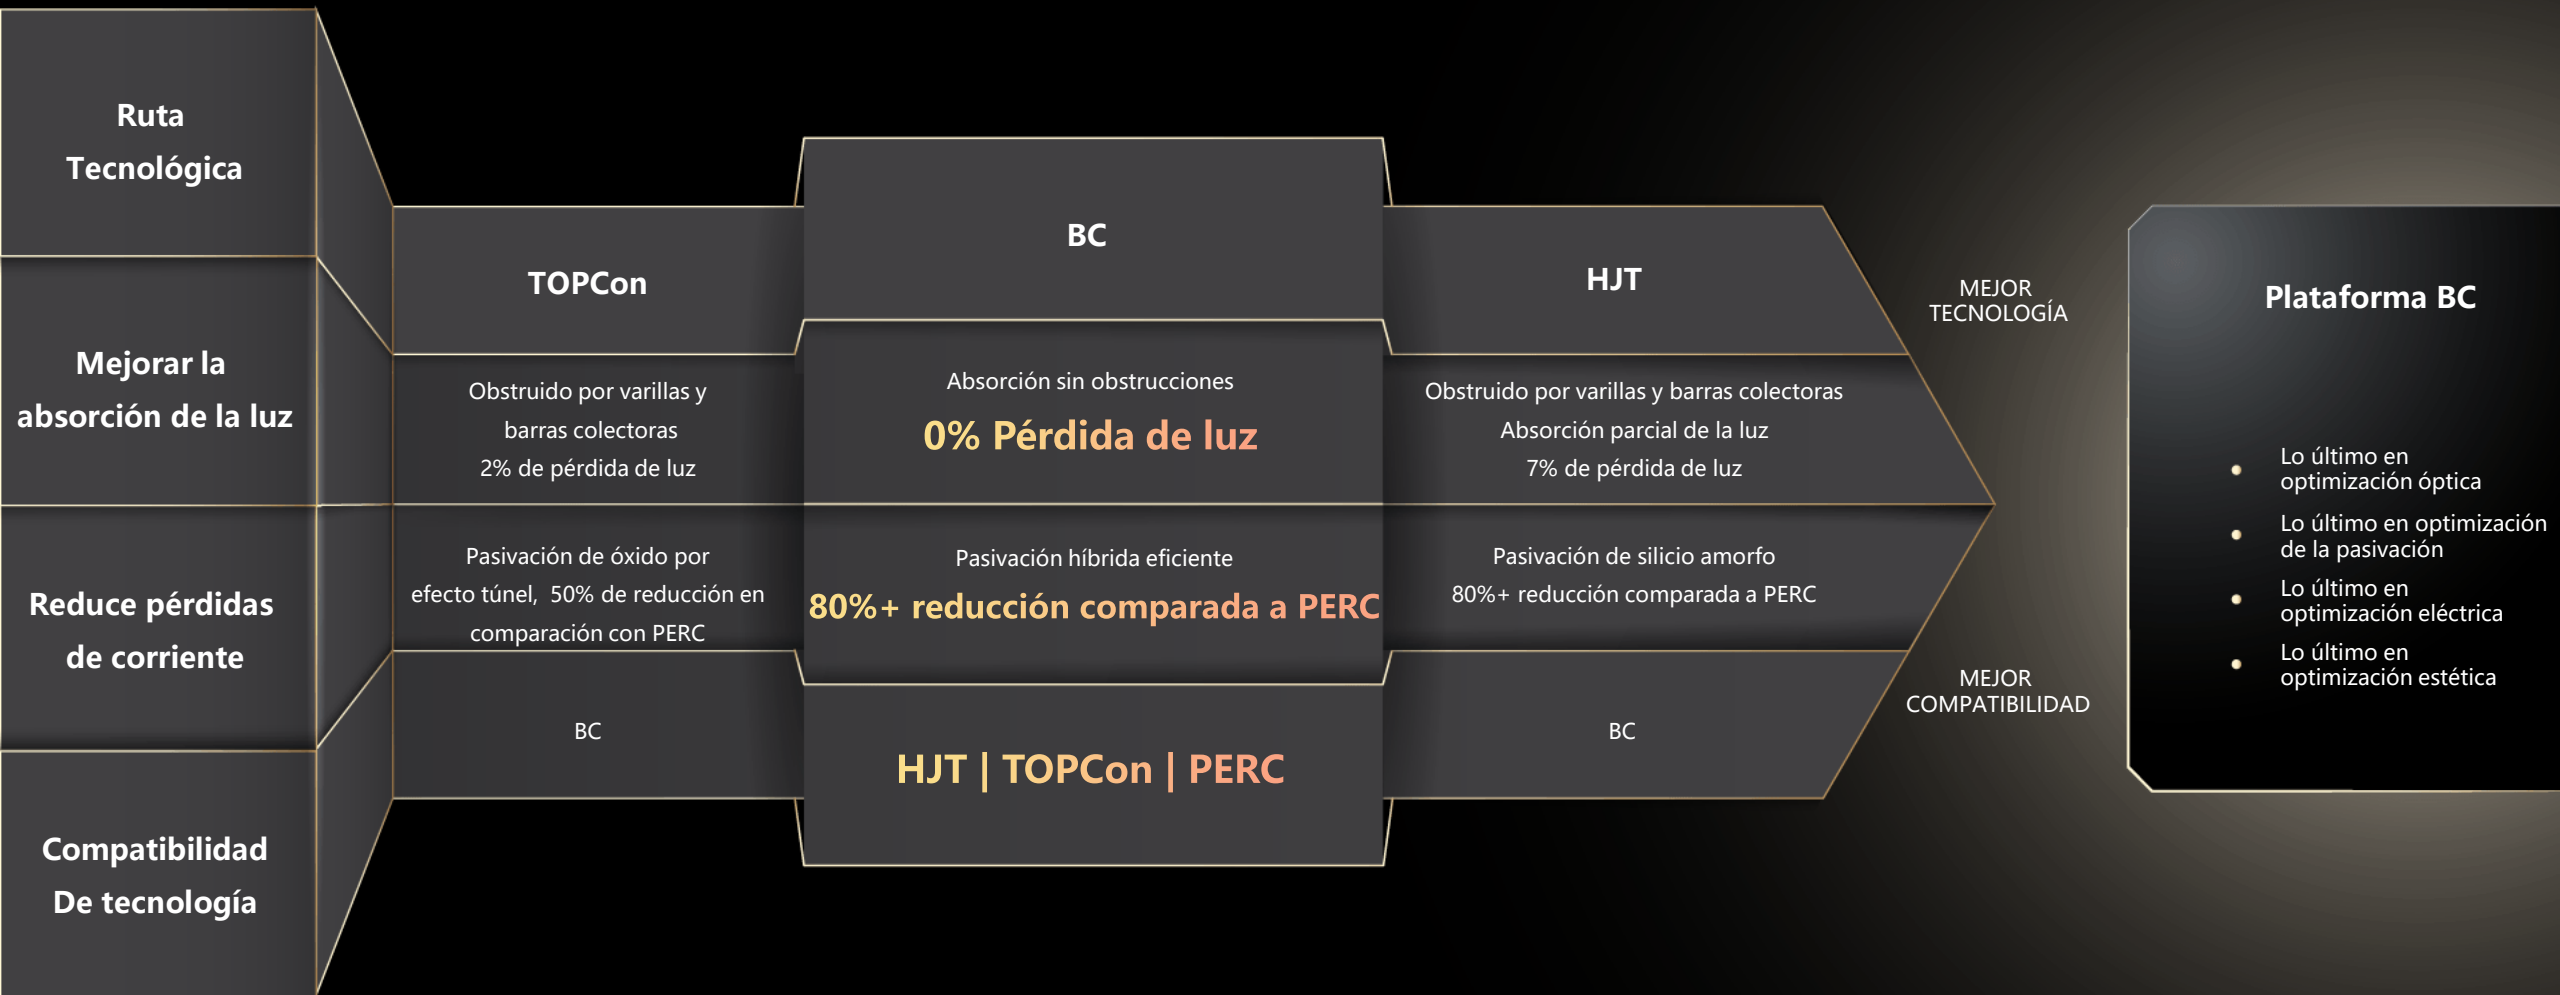 Ruta
Tecnológica
TOPCon
BC
HJT
Mejorar la
absorción de la luz
Obstruido por varillas y
barras colectoras
2% de pérdida de luz
Absorción sin obstrucciones
0% Pérdida de luz
Obstruido por varillas y barras colectoras
Absorción parcial de la luz
7% de pérdida de luz
Reduce pérdidas
de corriente
Pasivación de óxido por
efecto túnel, 50% de reducción en
comparación con PERC
Pasivación híbrida eficiente
80%+ reducción comparada a PERC
Pasivación de silicio amorfo
80%+ reducción comparada a PERC
Compatibilidad
De tecnología
BC
HJT | TOPCon | PERC
BC
MEJOR
TECNOLOGÍA
MEJOR
COMPATIBILIDAD
Plataforma BC
Lo último en
optimización óptica
Lo último en optimización
de la pasivación
Lo último en
optimización eléctrica
Lo último en
optimización estética